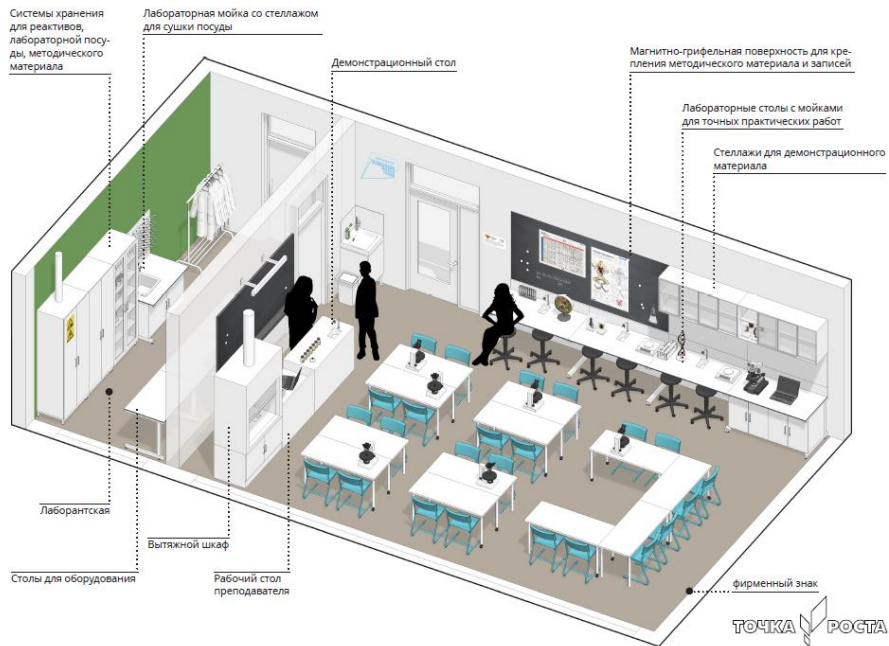 Системы хранения
для реактивов,
лабораторной посу-
ды, методического
материала
Лабораторная мойка со стеллажом
для сушки посуды
Демонстрационный стол
Магнитно-грифельная поверхность для кре-
пления методического материала и записей
Лабораторные столы с мойками
для точных практических работ
Стеллажи для демонстрационного
материала
Лаборантская
Столы для оборудования
Вытяжной шкаф
Рабочий стол
преподавателя
фирменный знак
ТОЧКА РОСТА